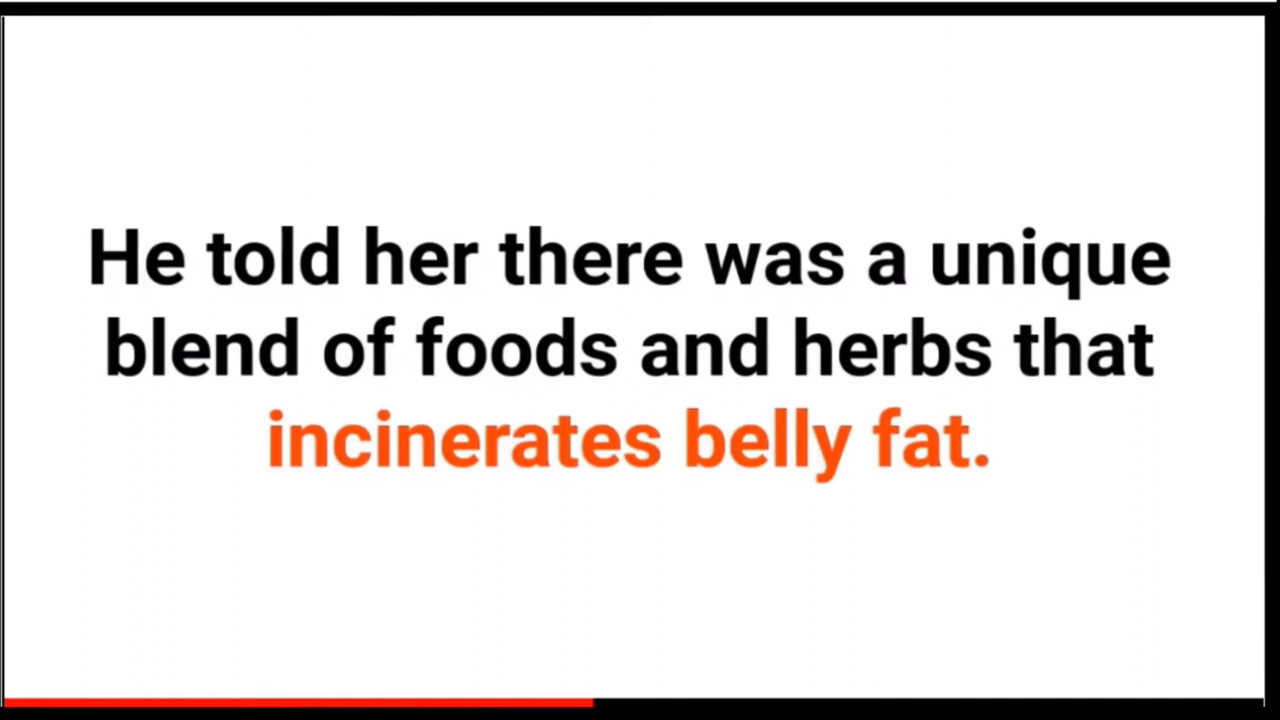 He told her there was a unique
blend of foods and herbs that
incinerates belly fat.